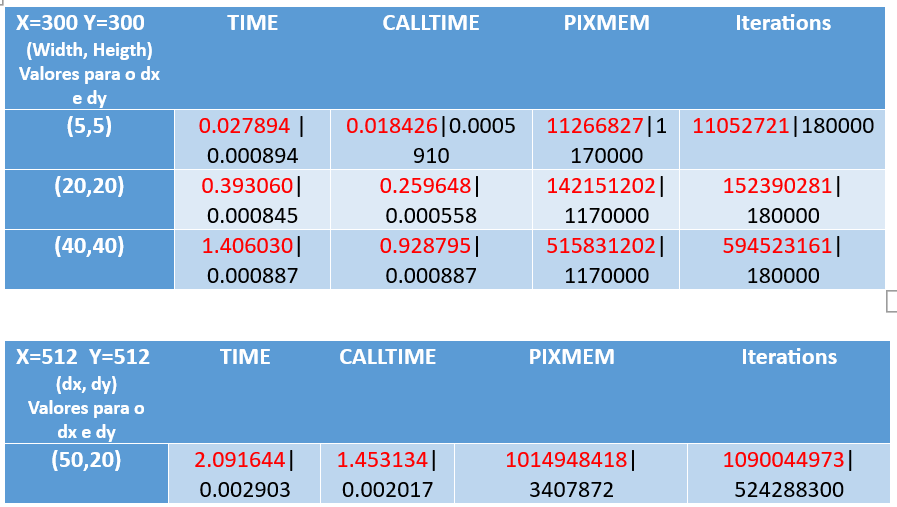 X=300 Y=300 TIME CALLTIME PIXMEM Iterations
(Width, Heigth)
Valores para o dx
e dy
(5,5) 0.027894 | 0.018426|0.0005 11266827|1 11052721|180000
0.000894 910 170000
(20,20) 0.393060| 0.259648| 142151202| 152390281|
0.000845 0.000558 1170000 180000
(40,40) 1.406030| 0.928795| 515831202| 594523161|
0.000887 0.000887 1170000 180000
X=512 Y=512 TIME CALLTIME PIXMEM Iterations
(dx, dy)
Valores para o
dx e dy
(50,20) 2.091644| 1.453134| 1014948418| 1090044973|
0.002903 0.002017 3407872 524288300